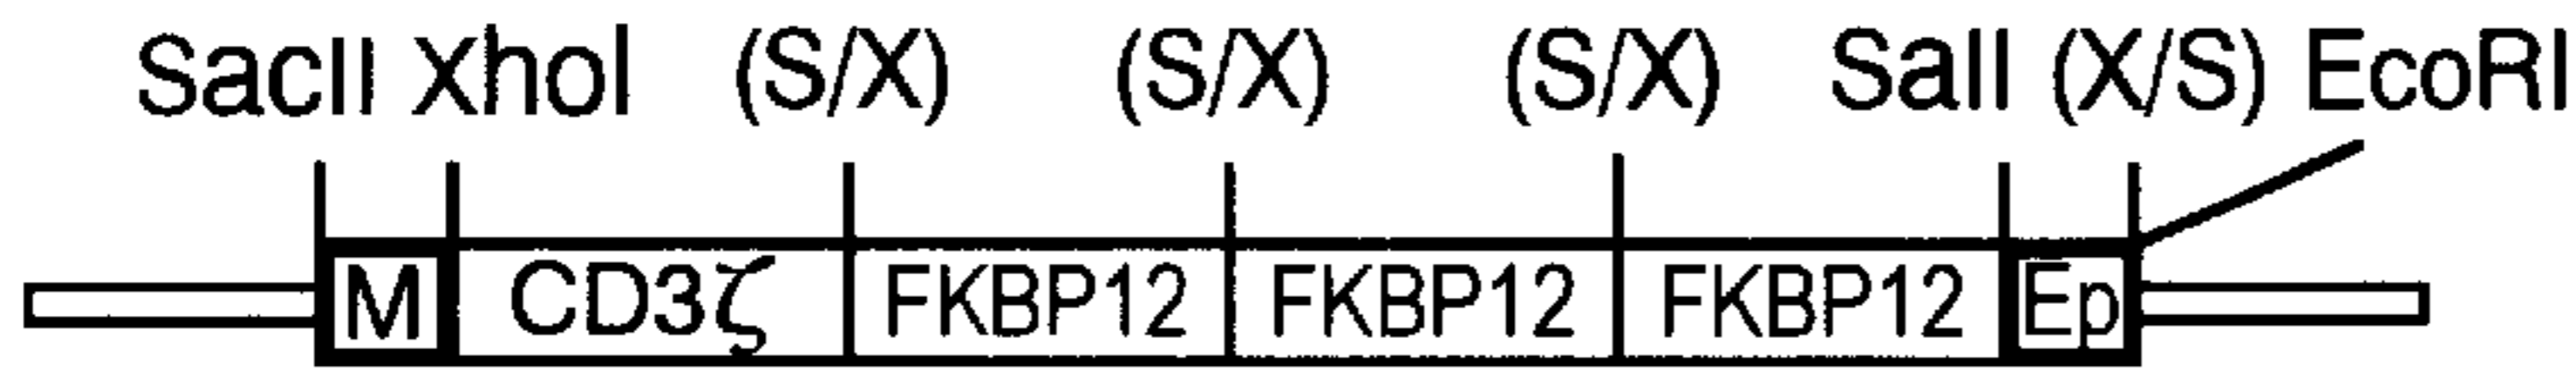 SacII XhoI (S/X) (S/X) (S/X) SalI (X/S) EcoRI
M CD3ζ FKBP12 FKBP12 FKBP12 Ep